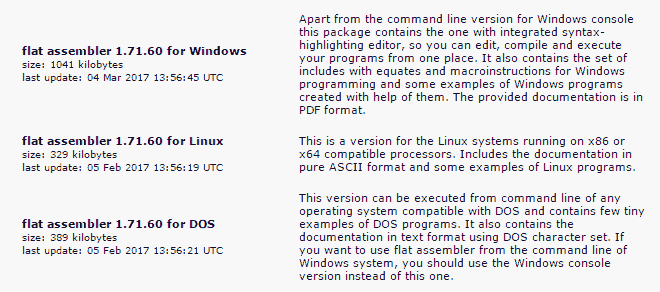 flat assembler 1.71.60 for Windows
size: 1041 kilobytes
last update: 04 Mar 2017 13:56:45 UTC
Apart from the command line version for Windows console
this package contains the one with integrated syntax-
highlighting editor, so you can edit, compile and execute
your programs from one place. It also contains the set of
includes with equates and macroinstructions for Windows
programming and some examples of Windows programs
created with help of them. The provided documentation is in
PDF format.
flat assembler 1.71.60 for Linux
size: 329 kilobytes
last update: 05 Feb 2017 13:56:19 UTC
This is a version for the Linux systems running on x86 or
x64 compatible processors. Includes the documentation in
pure ASCII format and some examples of Linux programs.
flat assembler 1.71.60 for DOS
size: 389 kilobytes
last update: 05 Feb 2017 13:56:21 UTC
This version can be executed from command line of any
operating system compatible with DOS and contains few tiny
examples of DOS programs. It also contains the
documentation in text format using DOS character set. If
you want to use flat assembler from the command line of
Windows system, you should use the Windows console
version instead of this one.